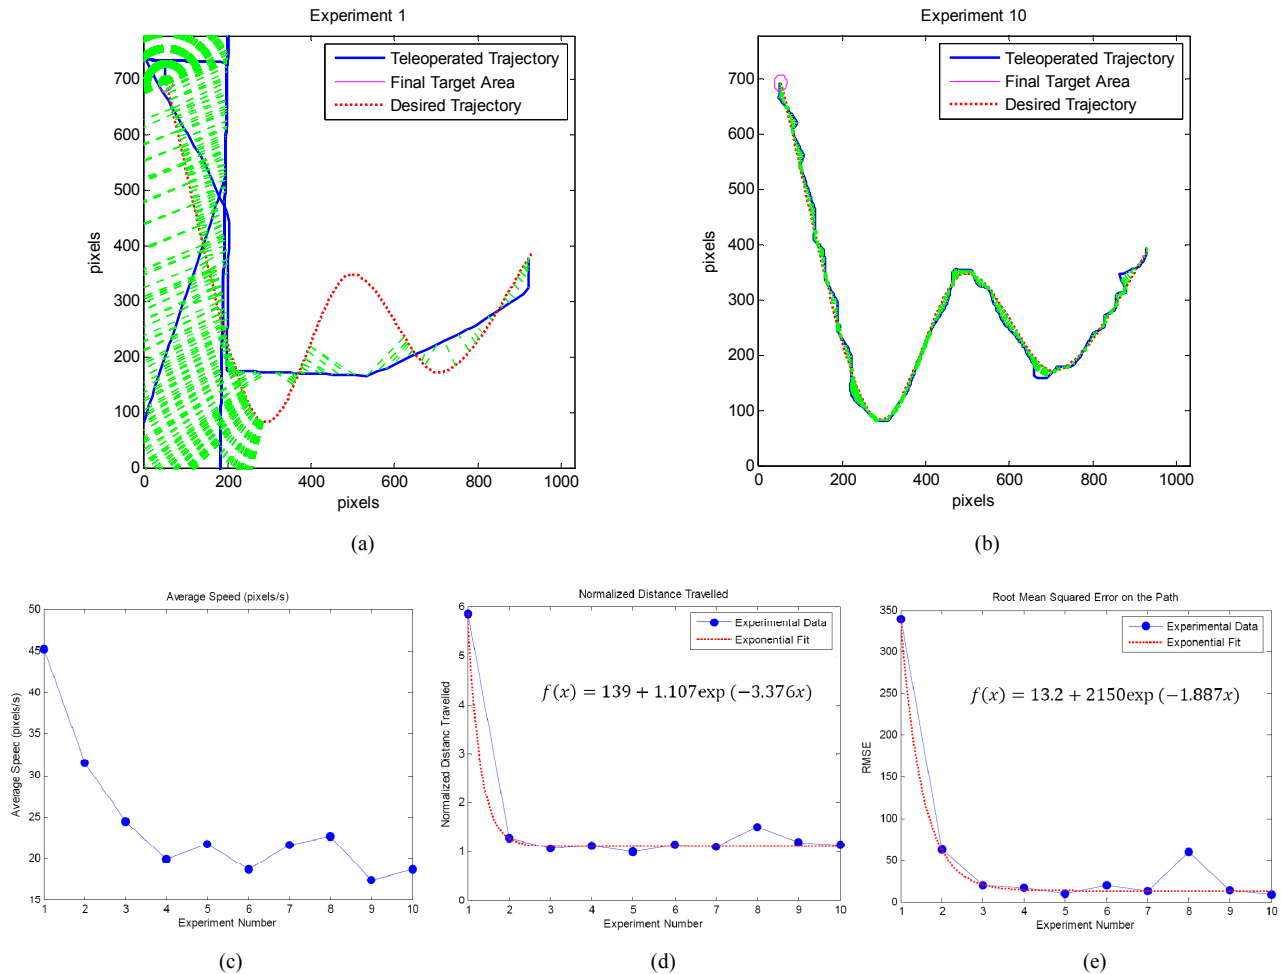 Experiment 1
Teleoperated Trajectory
Final Target Area
Desired Trajectory
700
600
500
400
300
200
100
0
pixels
0 200 400 600 800 1000
pixels
(a)
Experiment 10
Teleoperated Trajectory
Final Target Area
Desired Trajectory
700
600
500
400
300
200
100
0
pixels
0 200 400 600 800 1000
pixels
(b)
Average Speed (pixels/s)
50
45
40
35
30
25
20
15
Average Speec (pixels/s)
1 2 3 4 5 6 7 8 9 10
Experiment Number
(c)
Normalized Distance Travelled
Experimental Data
Exponential Fit
f(x) = 139 + 1.107exp (−3.376x)
6
5
4
3
2
1
0
Normalized Distanc Travelled
1 2 3 4 5 6 7 8 9 10
Experiment Number
(d)
Root Mean Squared Error on the Path
Experimental Data
Exponential Fit
f(x) = 13.2 + 2150exp (−1.887x)
350
300
250
200
150
100
50
0
RMSE
1 2 3 4 5 6 7 8 9 10
Experiment Number
(e)